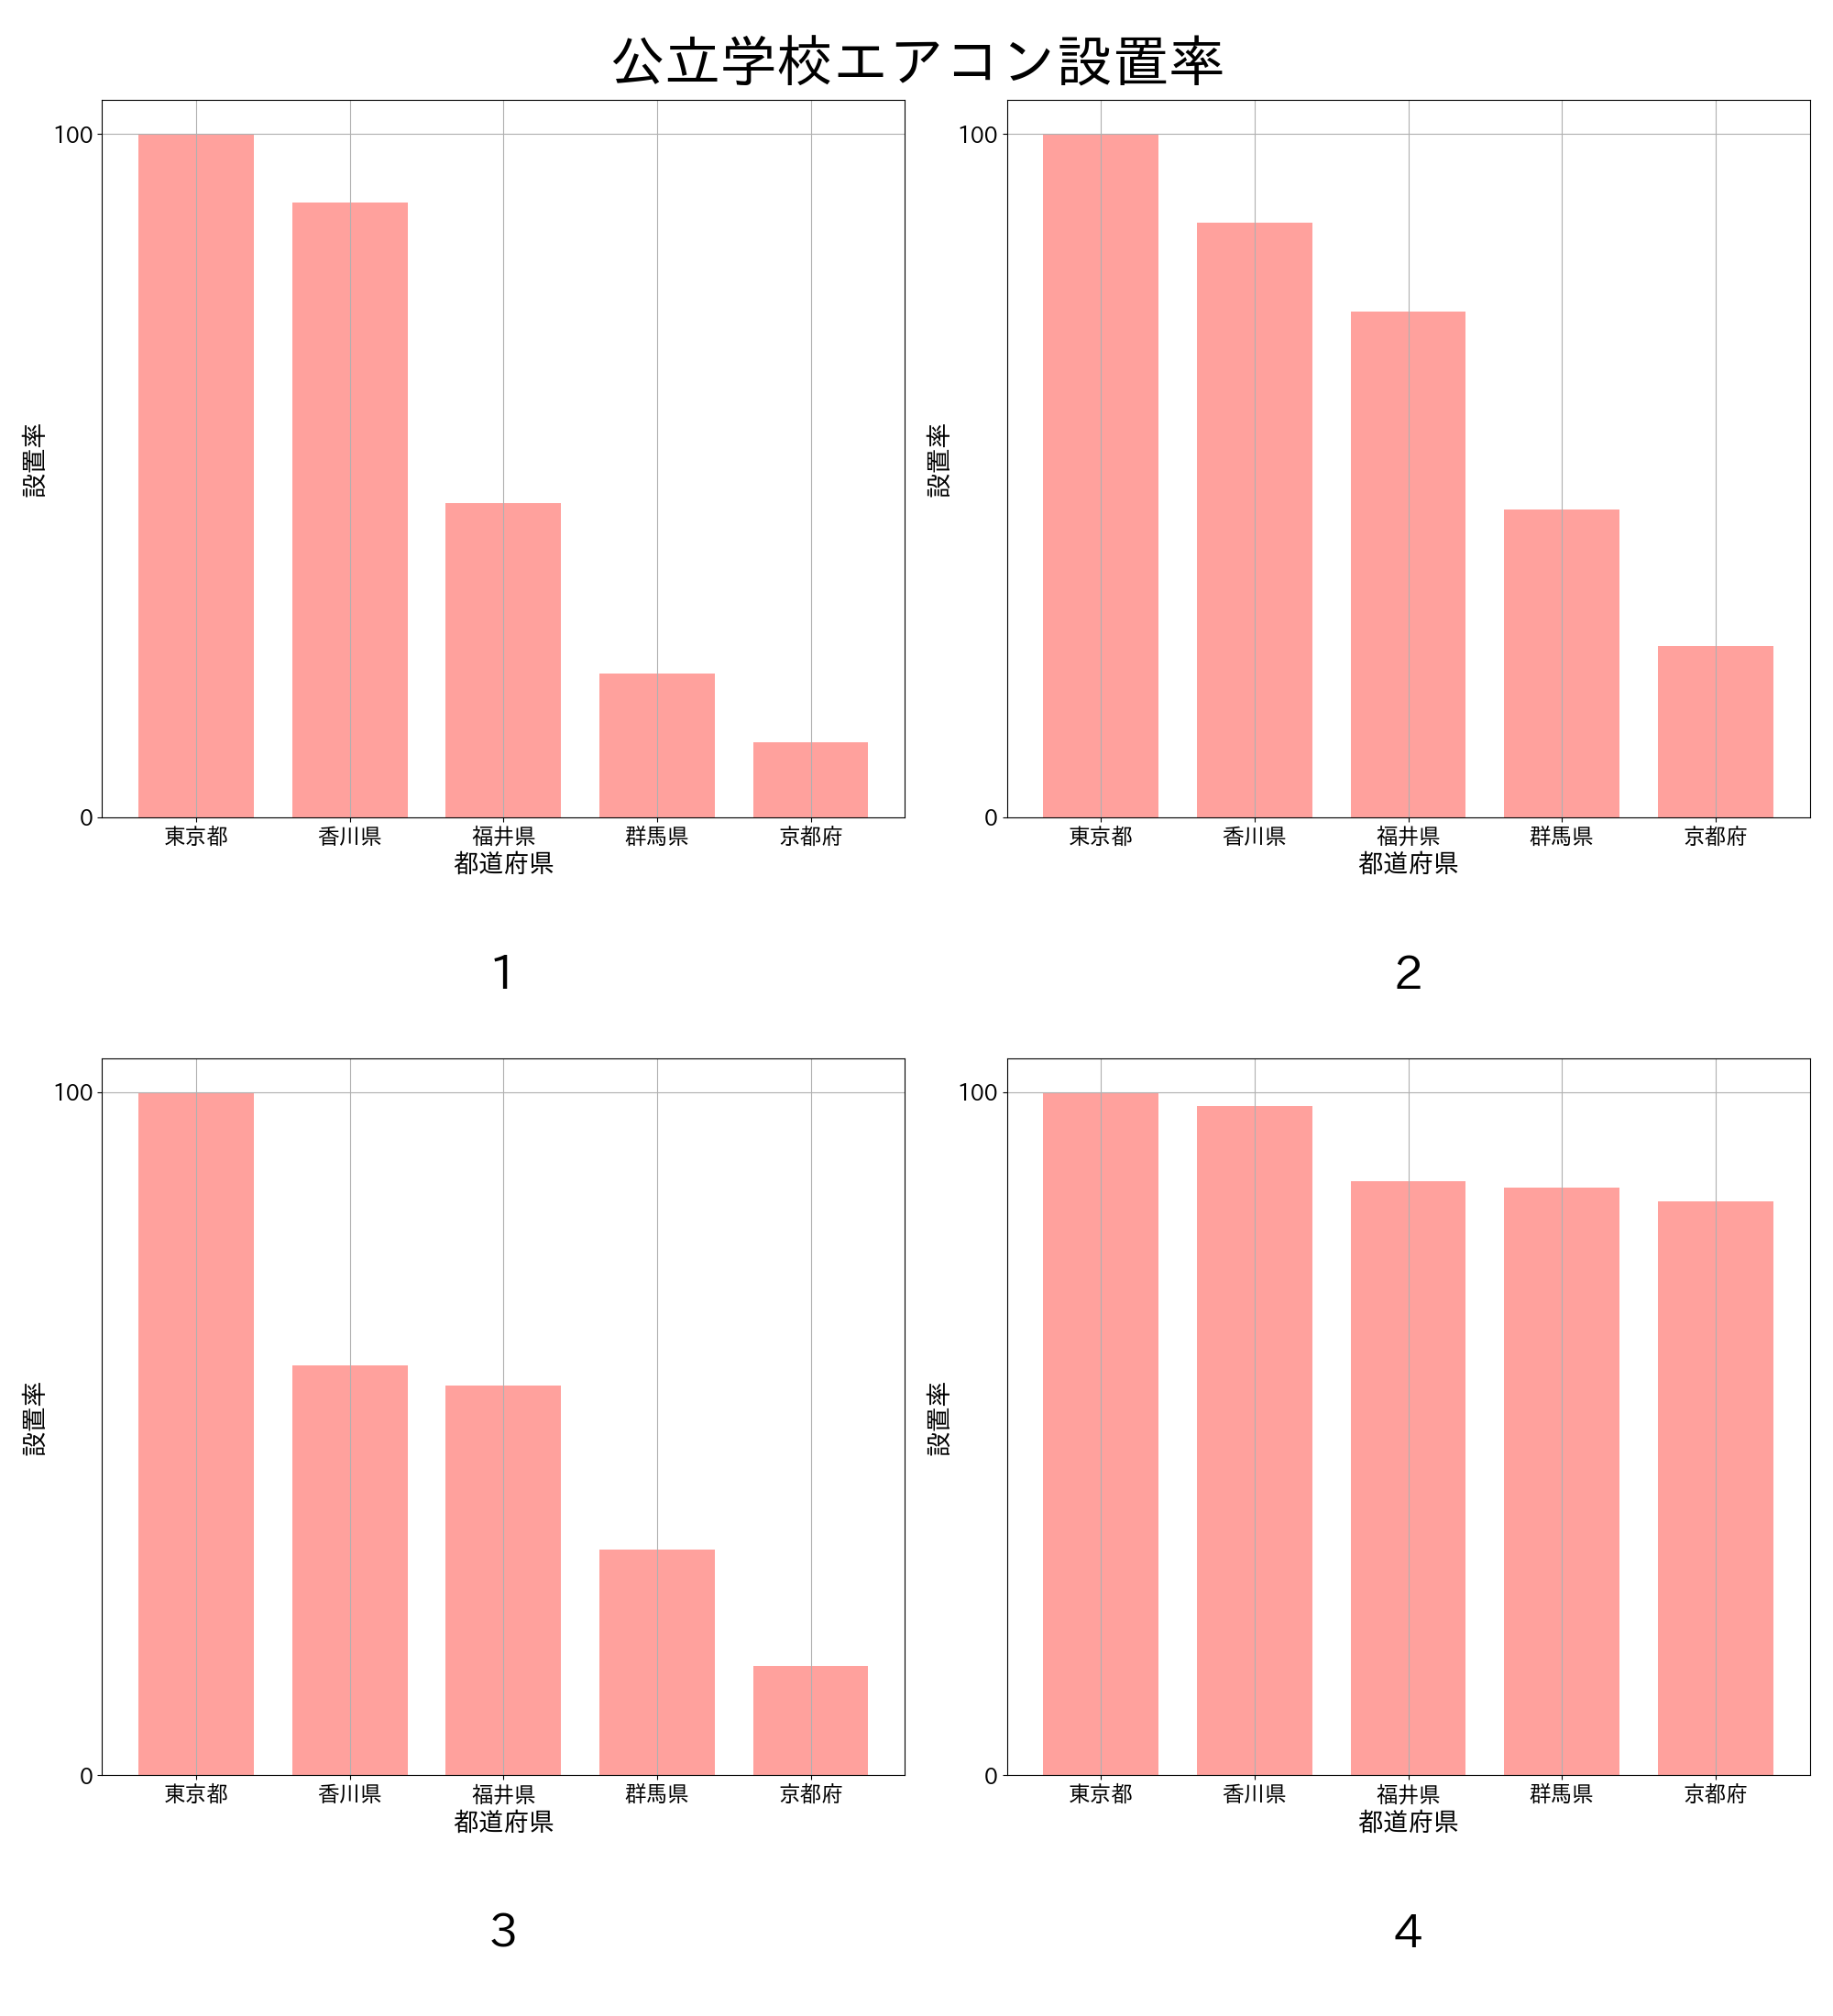 公立学校エアコン設置率
100
0
設置率
東京都 香川県 福井県 群馬県 京都府
都道府県
1
100
0
設置率
東京都 香川県 福井県 群馬県 京都府
都道府県
2
100
0
設置率
東京都 香川県 福井県 群馬県 京都府
都道府県
3
100
0
設置率
東京都 香川県 福井県 群馬県 京都府
都道府県
4